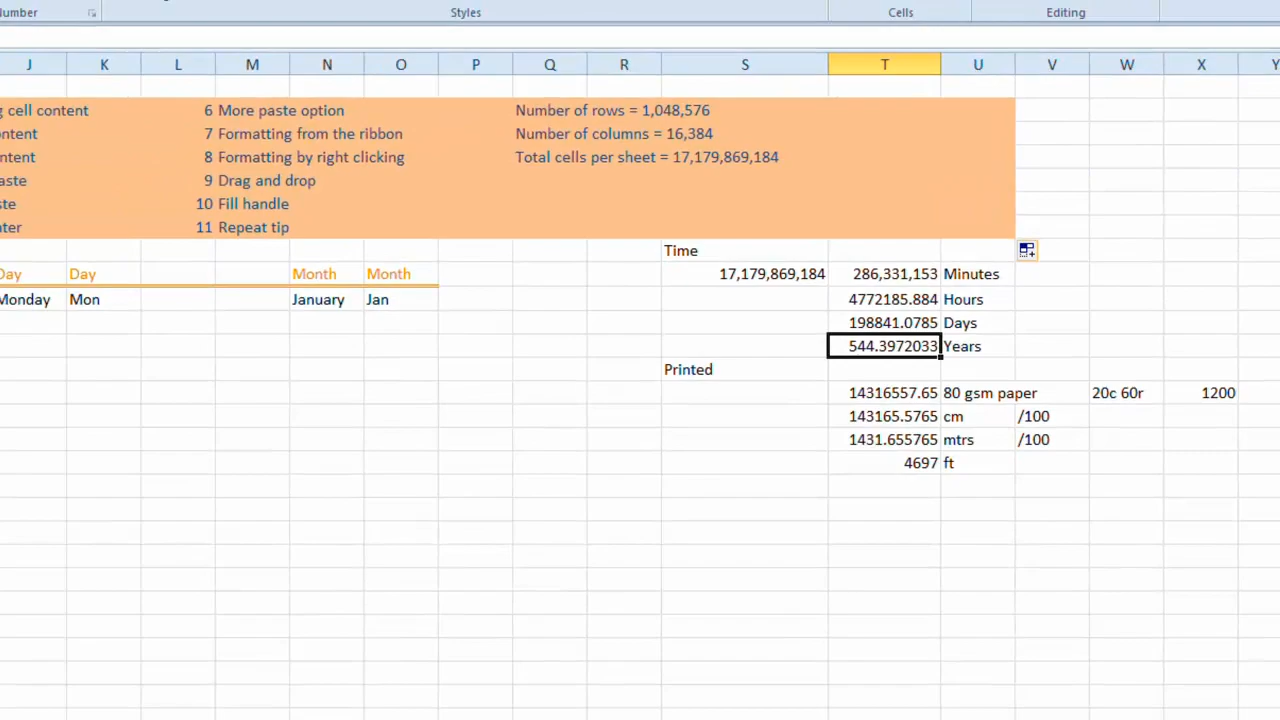 umber Styles Cells Editing
J K L M N O P Q R S T U V W X Y
g cell content 6 More paste option Number of rows = 1,048,576
ntent 7 Formatting from the ribbon Number of columns = 16,384
ntent 8 Formatting by right clicking Total cells per sheet = 17,179,869,184
aste 9 Drag and drop
ste 10 Fill handle
ter 11 Repeat tip
Time
Day Day Month Month 17,179,869,184 286,331,153 Minutes
Monday Mon January Jan 4772185.884 Hours
198841.0785 Days
544.3972033 Years
Printed
14316557.65 80 gsm paper 20c 60r 1200
143165.5765 cm /100
1431.655765 mtrs /100
4697 ft